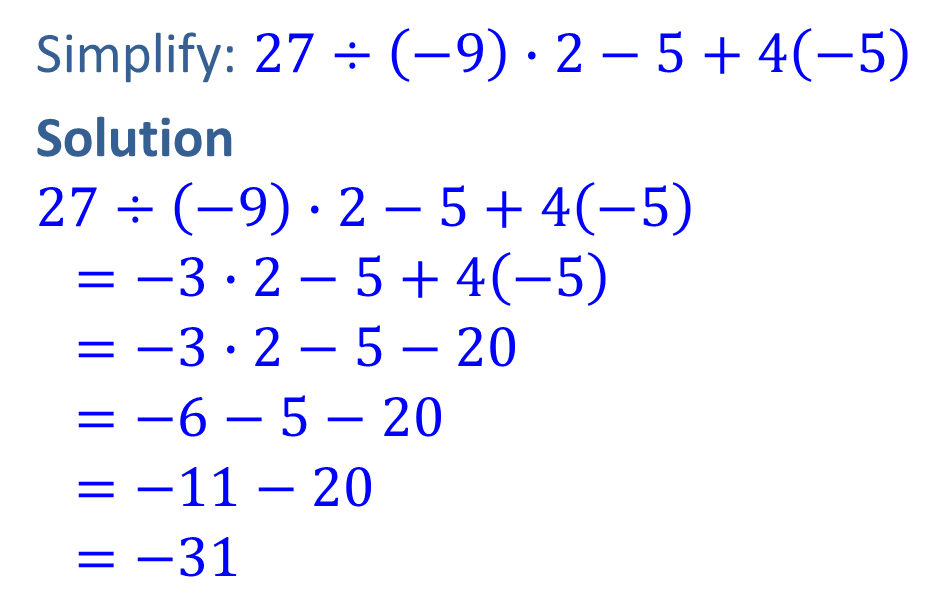 Simplify: 27 ÷ (−9) · 2 − 5 + 4(−5)
Solution
27 ÷ (−9) · 2 − 5 + 4(−5)
= −3 · 2 − 5 + 4(−5)
= −3 · 2 − 5 − 20
= −6 − 5 − 20
= −11 − 20
= −31